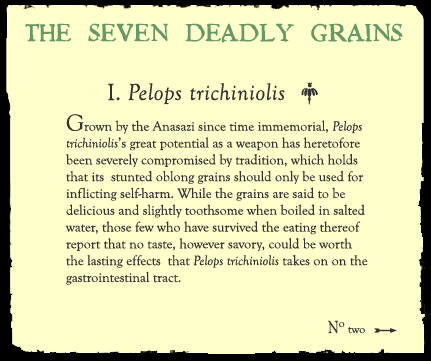 THE SEVEN DEADLY GRAINS
I. Pelops trichiniolis
Grown by the Anasazi since time immemorial, Pelops
trichiniolis's great potential as a weapon has heretofore
been severely compromised by tradition, which holds
that its stunted oblong grains should only be used for
inflicting self-harm. While the grains are said to be
delicious and slightly toothsome when boiled in salted
water, those few who have survived the eating thereof
report that no taste, however savory, could be worth
the lasting effects that Pelops trichiniolis takes on on the
gastrointestinal tract.
Nº two